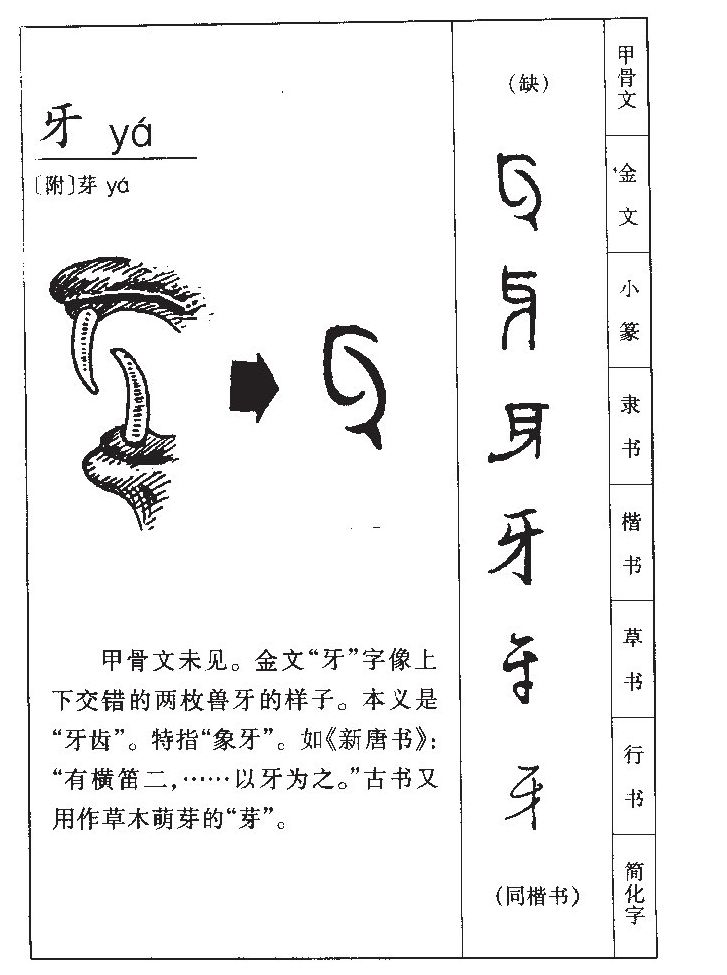 牙 yá
〔附〕芽 yá
甲骨文未见。金文“牙”字像上
下交错的两枚兽牙的样子。本义是
“牙齿”。特指“象牙”。如《新唐书》：
“有横笛二，……以牙为之。”古书又
用作草木萌芽的“芽”。
（缺）
牙
牙
牙
牙
牙
牙
（同楷书）
甲骨文
金文
小篆
隶书
楷书
草书
行书
简化字